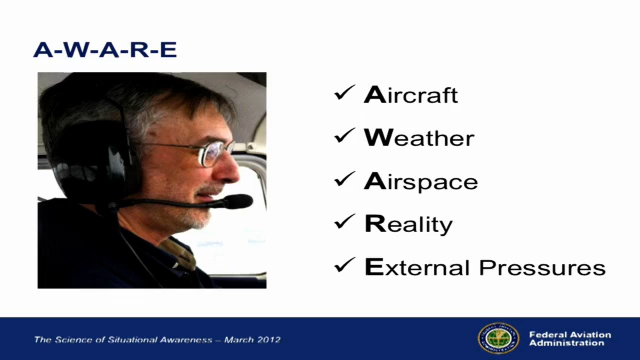 A-W-A-R-E
✓ Aircraft
✓ Weather
✓ Airspace
✓ Reality
✓ External Pressures
The Science of Situational Awareness – March 2012
Federal Aviation
Administration